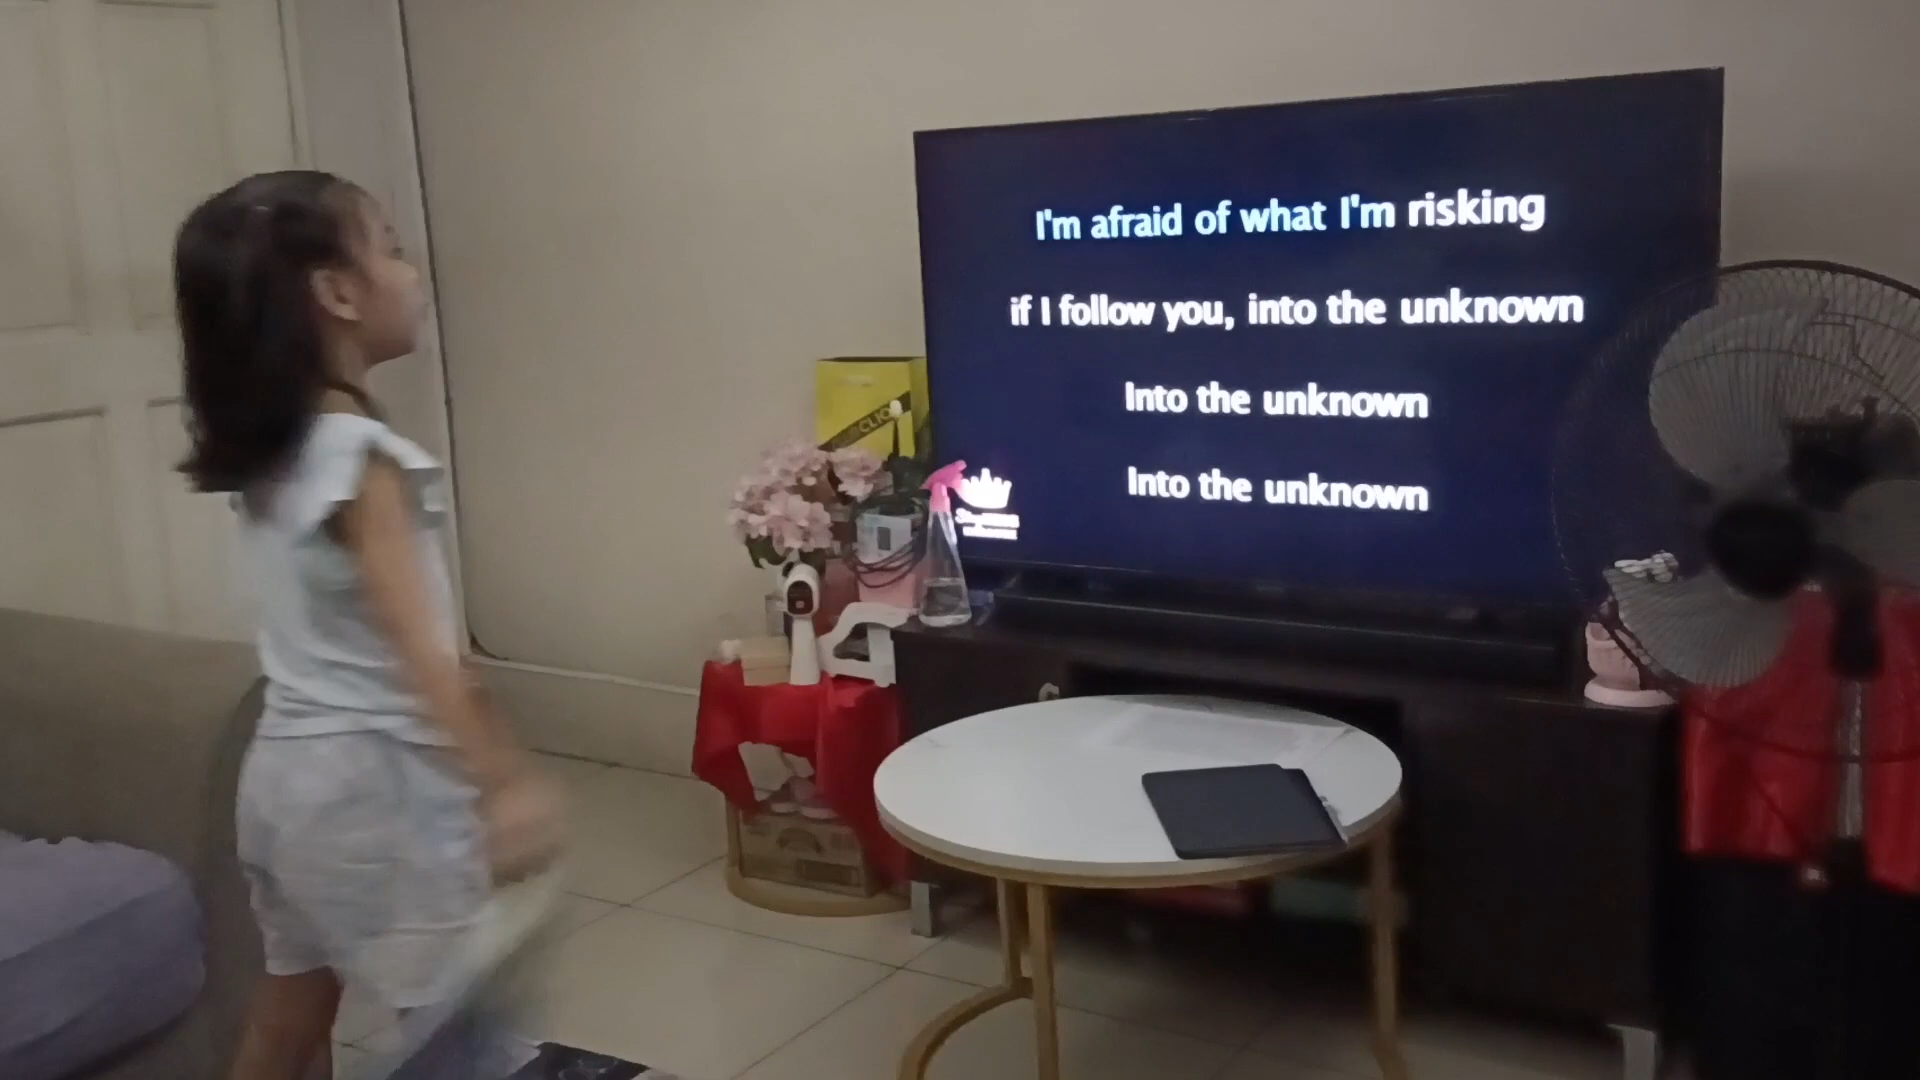 I'm afraid of what I'm risking
if I follow you, into the unknown
Into the unknown
Into the unknown